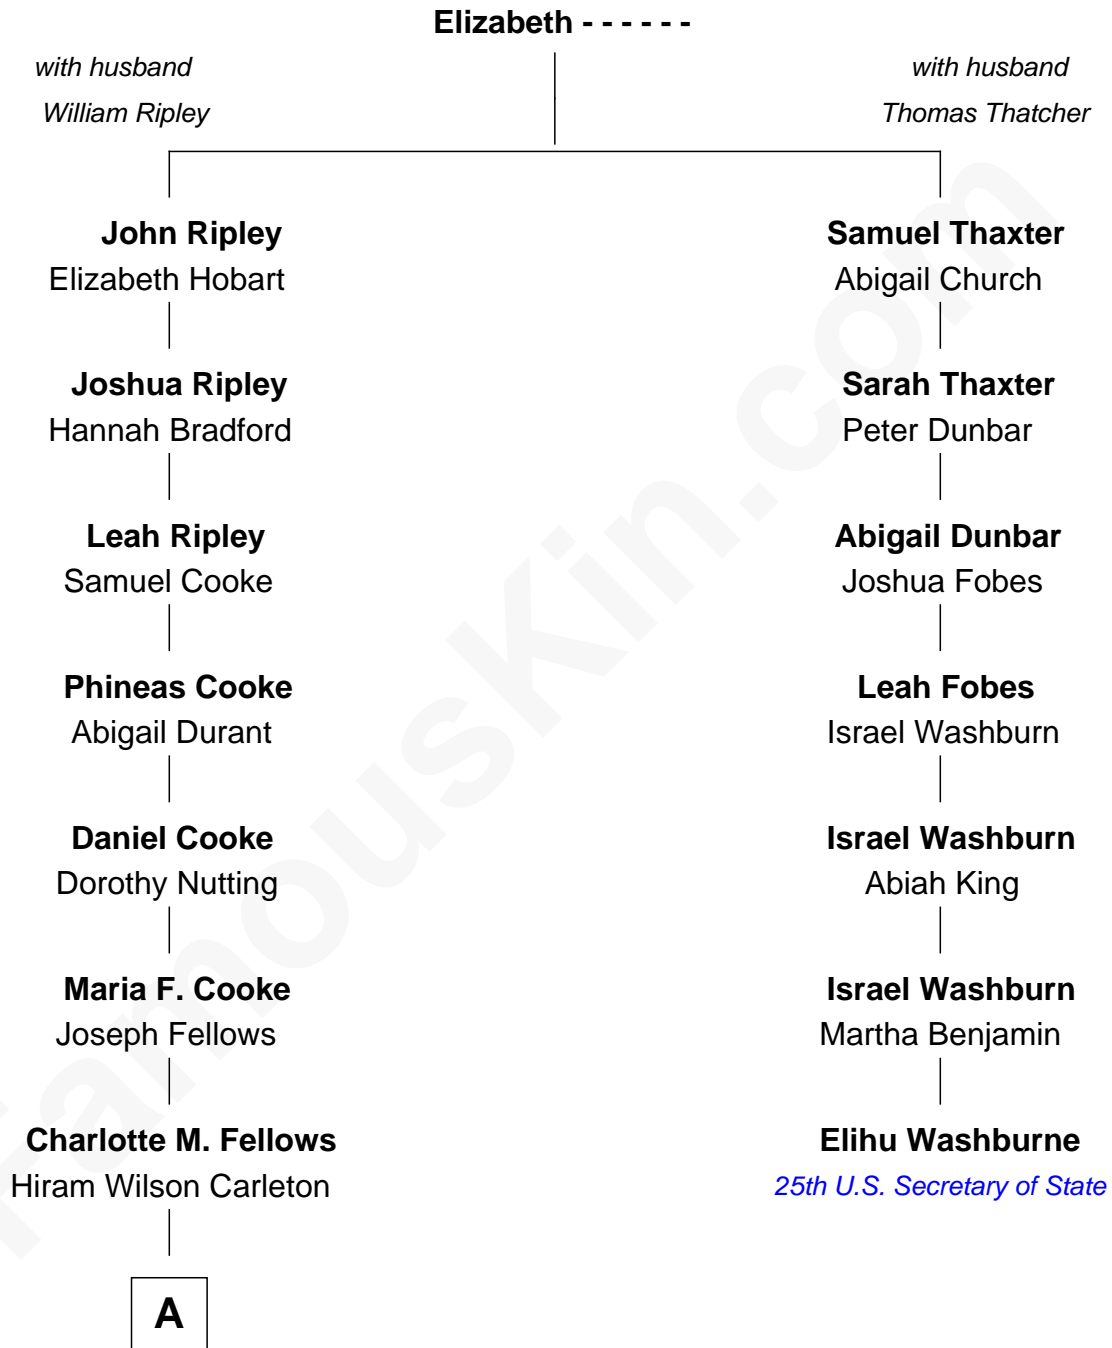 Elizabeth - - - - - -
with husband
William Ripley
with husband
Thomas Thatcher
John Ripley
Elizabeth Hobart
Samuel Thaxter
Abigail Church
Joshua Ripley
Hannah Bradford
Sarah Thaxter
Peter Dunbar
Leah Ripley
Samuel Cooke
Abigail Dunbar
Joshua Fobes
Phineas Cooke
Abigail Durant
Leah Fobes
Israel Washburn
Daniel Cooke
Dorothy Nutting
Israel Washburn
Abiah King
Maria F. Cooke
Joseph Fellows
Israel Washburn
Martha Benjamin
Charlotte M. Fellows
Hiram Wilson Carleton
Elihu Washburne
25th U.S. Secretary of State
A
FamousKin.com